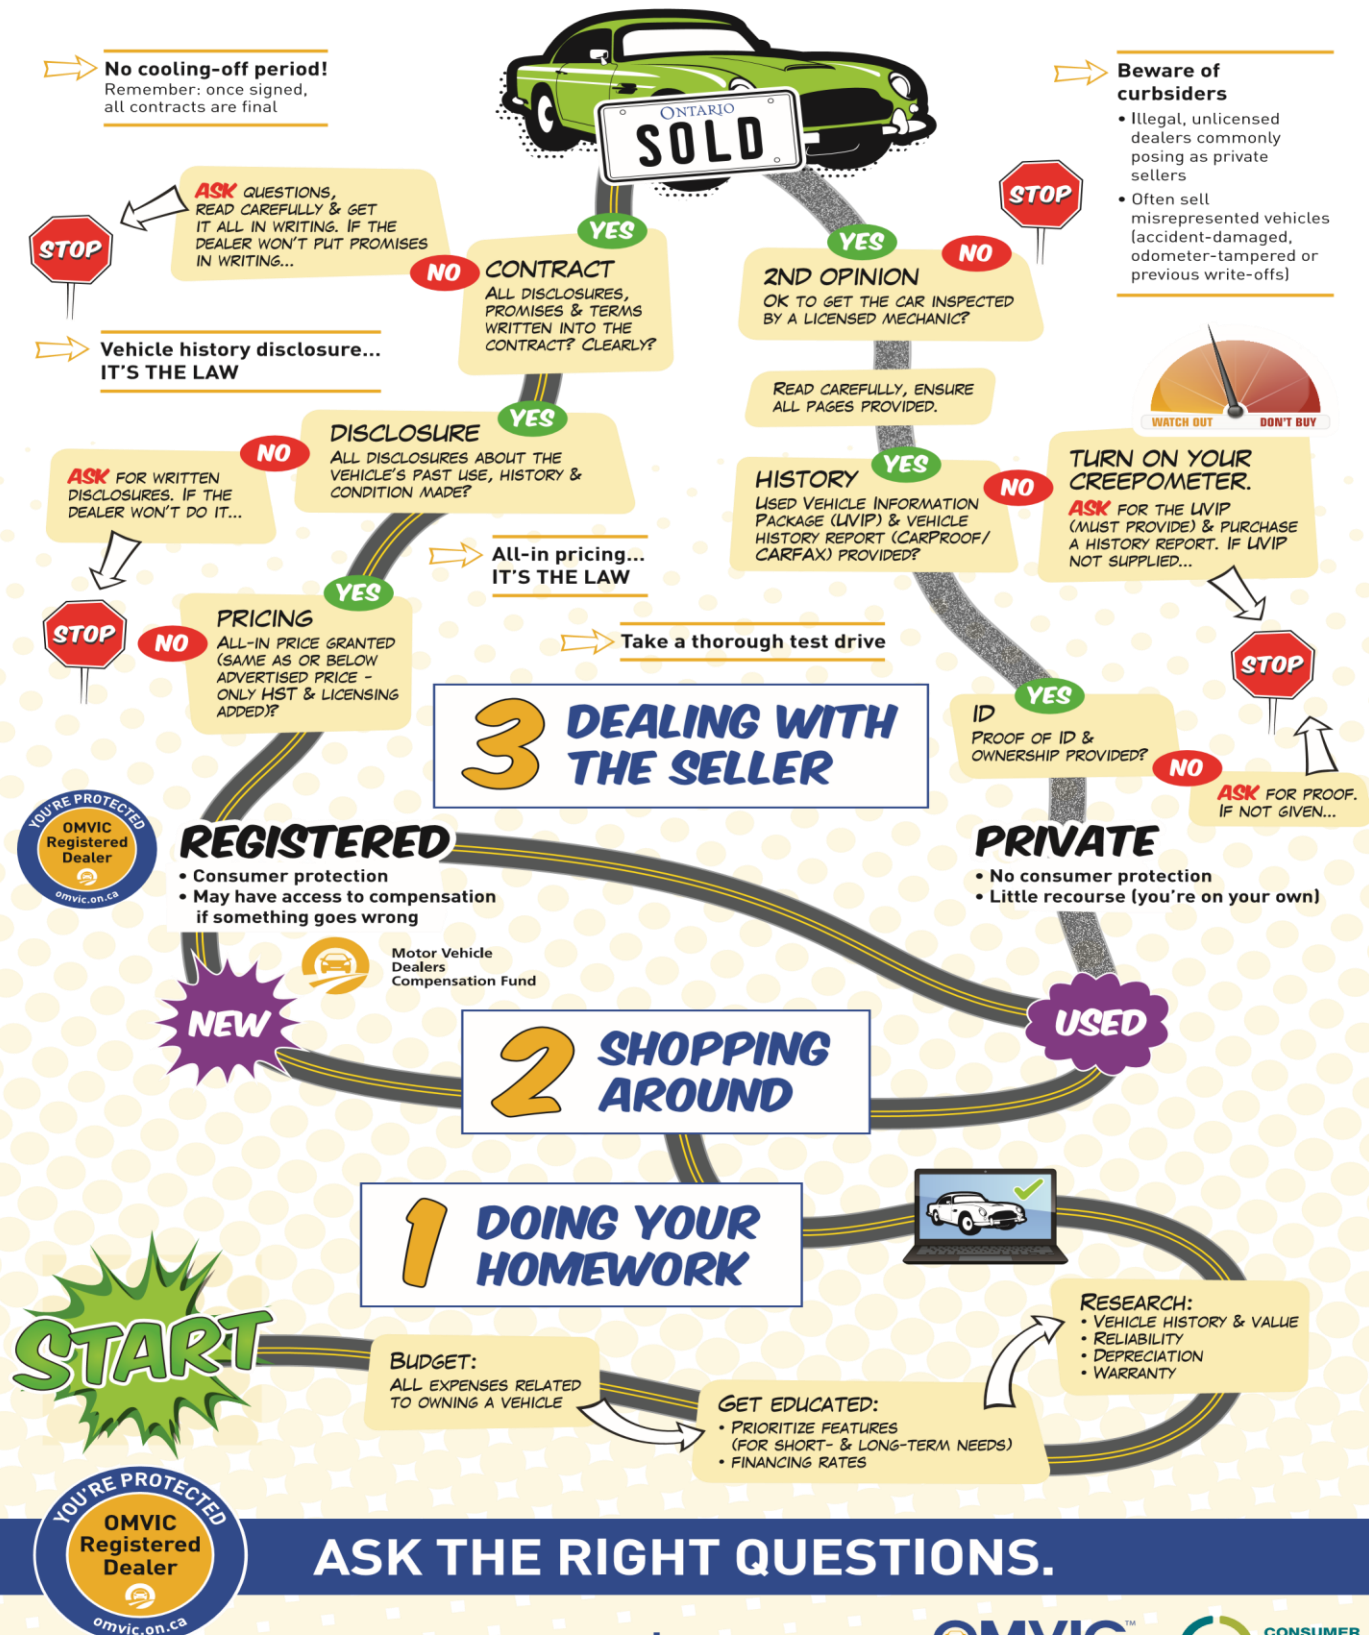 No cooling-off period!
Remember: once signed,
all contracts are final
ONTARIO
SOLD
Beware of
curbsiders
• Illegal, unlicensed
dealers commonly
posing as private
sellers
• Often sell
misrepresented vehicles
(accident-damaged,
odometer-tampered or
previous write-offs)
STOP
ASK QUESTIONS,
READ CAREFULLY & GET
IT ALL IN WRITING. IF THE
DEALER WON'T PUT PROMISES
IN WRITING...
STOP
YES
NO
CONTRACT
ALL DISCLOSURES,
PROMISES & TERMS
WRITTEN INTO THE
CONTRACT? CLEARLY?
YES
NO
2ND OPINION
OK TO GET THE CAR INSPECTED
BY A LICENSED MECHANIC?
Vehicle history disclosure...
IT'S THE LAW
READ CAREFULLY, ENSURE
ALL PAGES PROVIDED.
WATCH OUT
DON'T BUY
YES
NO
DISCLOSURE
ALL DISCLOSURES ABOUT THE
VEHICLE'S PAST USE, HISTORY &
CONDITION MADE?
ASK FOR WRITTEN
DISCLOSURES. IF THE
DEALER WON'T DO IT...
YES
NO
HISTORY
USED VEHICLE INFORMATION
PACKAGE (UVIP) & VEHICLE
HISTORY REPORT (CARPROOF/
CARFAX) PROVIDED?
TURN ON YOUR
CREEPOMETER.
ASK FOR THE UVIP
(MUST PROVIDE) & PURCHASE
A HISTORY REPORT. IF UVIP
NOT SUPPLIED...
All-in pricing...
IT'S THE LAW
STOP
NO
YES
PRICING
ALL-IN PRICE GRANTED
(SAME AS OR BELOW
ADVERTISED PRICE -
ONLY HST & LICENSING
ADDED)?
Take a thorough test drive
STOP
3 DEALING WITH
THE SELLER
YES
ID
PROOF OF ID &
OWNERSHIP PROVIDED?
NO
ASK FOR PROOF.
IF NOT GIVEN...
YOU'RE PROTECTED
OMVIC
Registered
Dealer
omvic.on.ca
REGISTERED
• Consumer protection
• May have access to compensation
if something goes wrong
PRIVATE
• No consumer protection
• Little recourse (you're on your own)
Motor Vehicle
Dealers
Compensation Fund
NEW
USED
2 SHOPPING
AROUND
1 DOING YOUR
HOMEWORK
START
BUDGET:
ALL EXPENSES RELATED
TO OWNING A VEHICLE
GET EDUCATED:
• PRIORITIZE FEATURES
(FOR SHORT- & LONG-TERM NEEDS)
• FINANCING RATES
RESEARCH:
• VEHICLE HISTORY & VALUE
• RELIABILITY
• DEPRECIATION
• WARRANTY
YOU'RE PROTECTED
OMVIC
Registered
Dealer
omvic.on.ca
ASK THE RIGHT QUESTIONS.
OMVIC™
CONSUMER